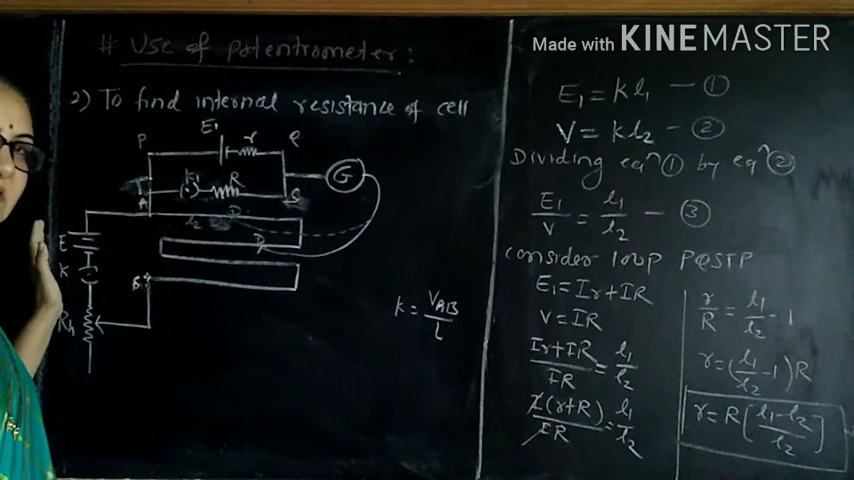 Made with KINEMASTER
# Use of potentiometer:
2) To find internal resistance of cell
E₁ r
P Q
K₁ R
T S
A
l₂ D'
D
G
E
K
B
Rh
K = V_AB / L
E₁ = Kl₁ — ①
V = Kl₂ — ②
Dividing eqⁿ ① by eqⁿ ②
E₁/V = l₁/l₂ — ③
consider loop PQSTP
E₁ = Ir + IR
V = IR
Ir + IR / IR = l₁/l₂
I(r+R) / IR = l₁/l₂
r/R = l₁/l₂ - 1
r = (l₁/l₂ - 1) R
r = R [l₁ - l₂ / l₂]